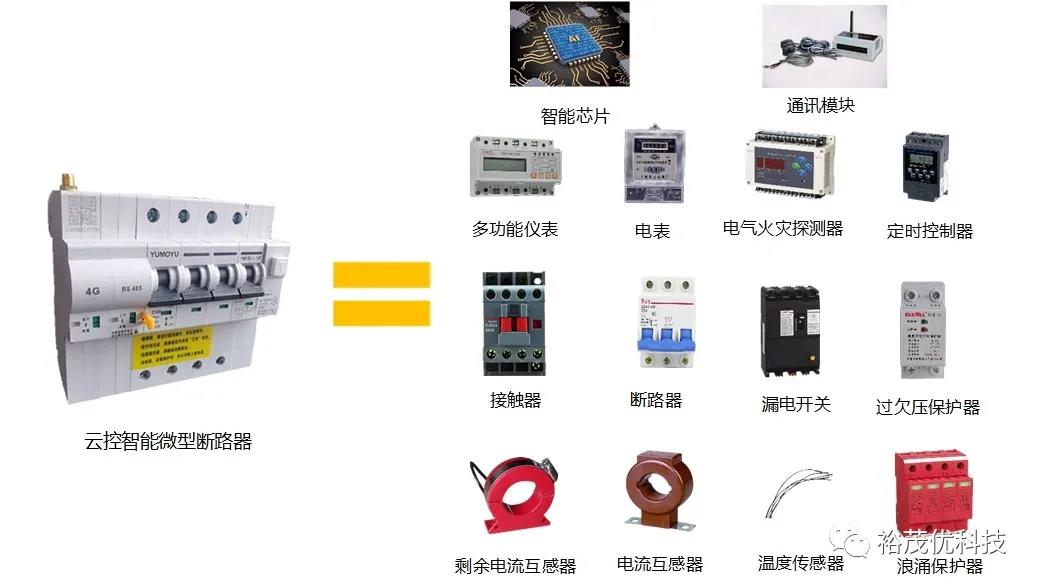 AI
智能芯片
通讯模块
多功能仪表
电表
电气火灾探测器
定时控制器
YUMOYU
4G
RS 485
N
接触器
断路器
漏电开关
过欠压保护器
云控智能微型断路器
剩余电流互感器
电流互感器
温度传感器
浪涌保护器
裕茂优科技